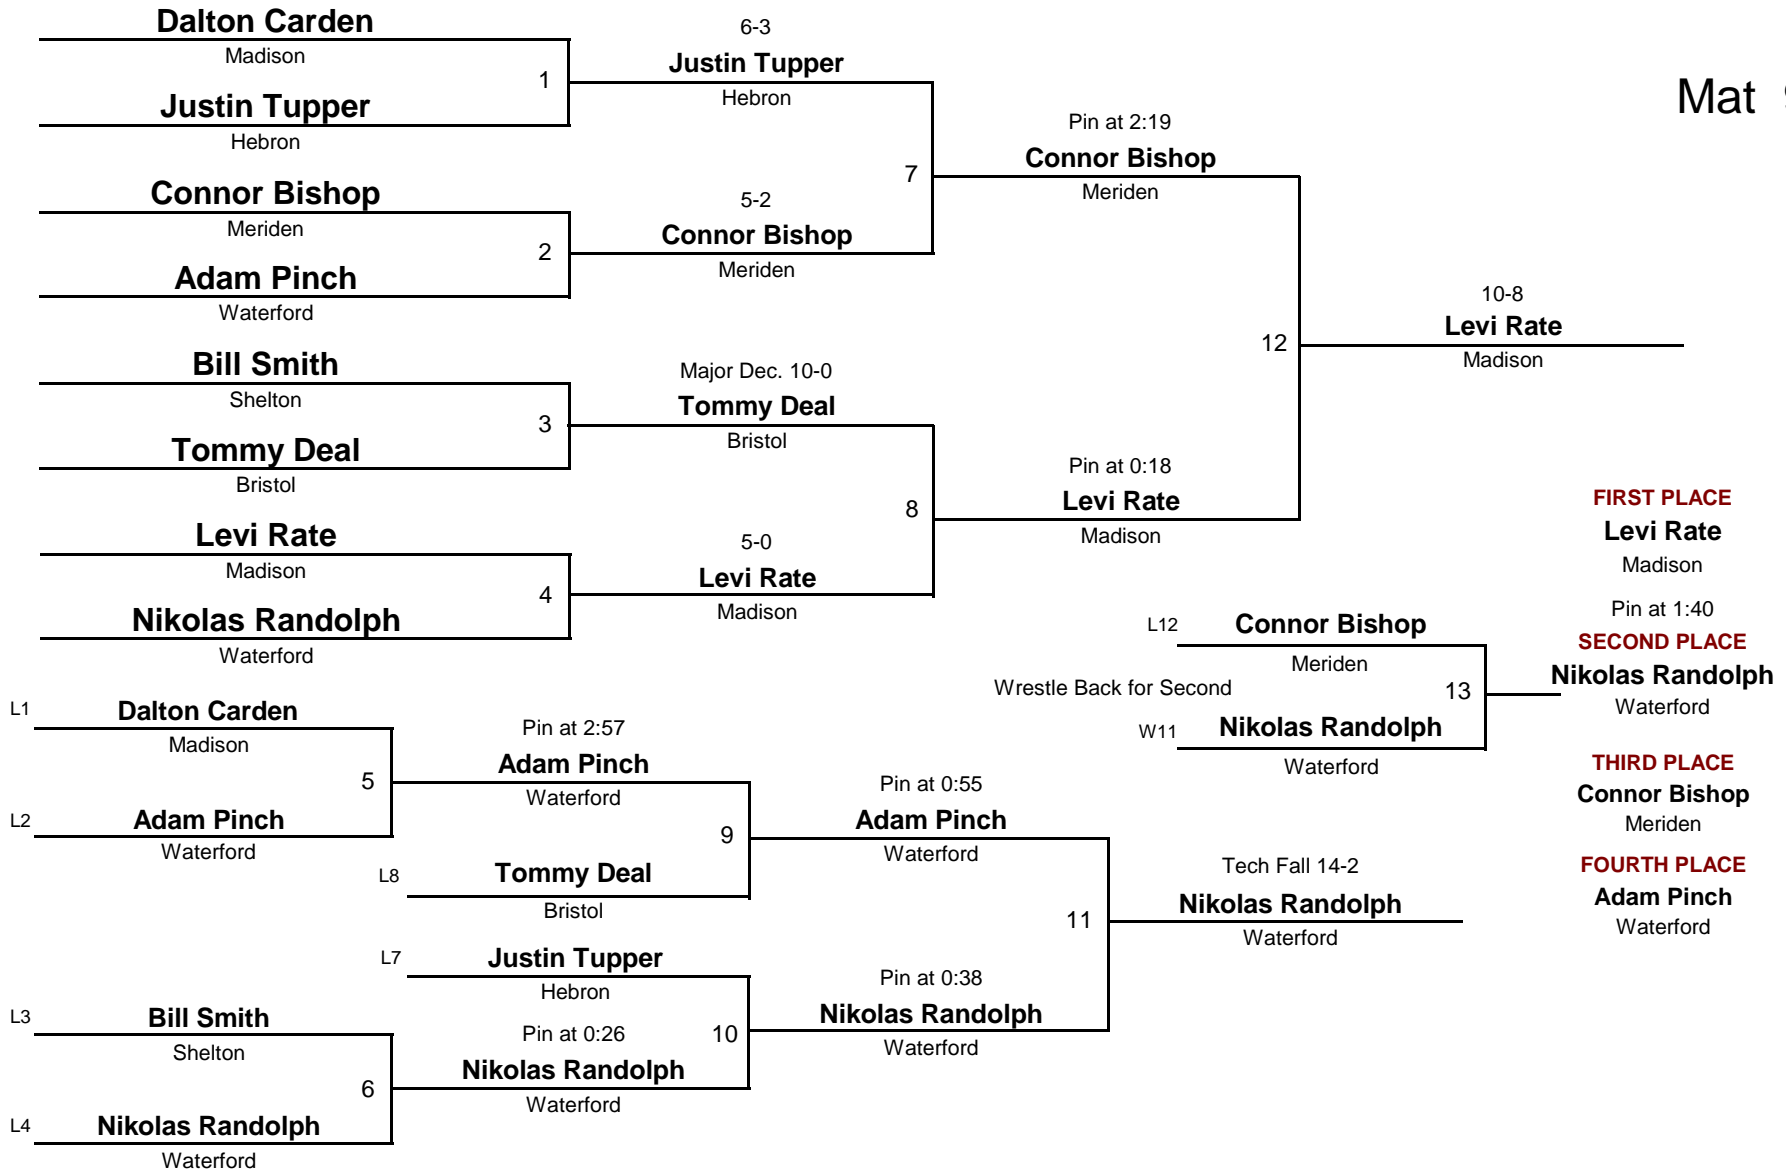 Dalton Carden
Madison
1
Justin Tupper
Hebron
6-3
Justin Tupper
Hebron
Connor Bishop
Meriden
2
Adam Pinch
Waterford
5-2
Connor Bishop
Meriden
7
Pin at 2:19
Connor Bishop
Meriden
Mat
Bill Smith
Shelton
3
Tommy Deal
Bristol
Major Dec. 10-0
Tommy Deal
Bristol
Levi Rate
Madison
4
Nikolas Randolph
Waterford
5-0
Levi Rate
Madison
8
Pin at 0:18
Levi Rate
Madison
12
10-8
Levi Rate
Madison
L1
Dalton Carden
Madison
5
L2
Adam Pinch
Waterford
Pin at 2:57
Adam Pinch
Waterford
9
L8
Tommy Deal
Bristol
L7
Justin Tupper
Hebron
10
L3
Bill Smith
Shelton
6
L4
Nikolas Randolph
Waterford
Pin at 0:26
Nikolas Randolph
Waterford
Pin at 0:55
Adam Pinch
Waterford
11
Pin at 0:38
Nikolas Randolph
Waterford
Tech Fall 14-2
Nikolas Randolph
Waterford
L12
Connor Bishop
Meriden
Wrestle Back for Second
13
W11
Nikolas Randolph
Waterford
FIRST PLACE
Levi Rate
Madison
Pin at 1:40
SECOND PLACE
Nikolas Randolph
Waterford
THIRD PLACE
Connor Bishop
Meriden
FOURTH PLACE
Adam Pinch
Waterford